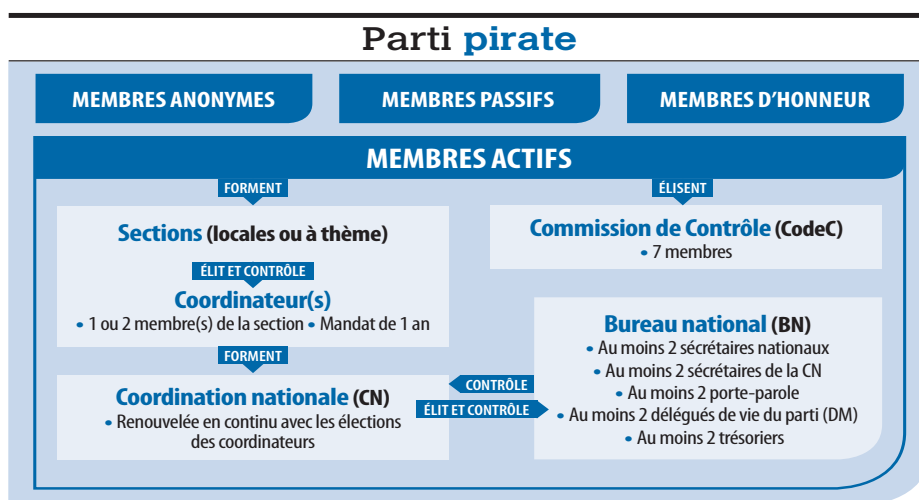 Parti pirate
MEMBRES ANONYMES
MEMBRES PASSIFS
MEMBRES D'HONNEUR
MEMBRES ACTIFS
FORMENT
Sections (locales ou à thème)
ÉLIT ET CONTRÔLE
Coordinateur(s)
• 1 ou 2 membre(s) de la section • Mandat de 1 an
FORMENT
Coordination nationale (CN)
• Renouvelée en continu avec les élections
des coordinateurs
ÉLISENT
Commission de Contrôle (CodeC)
• 7 membres
CONTRÔLE
ÉLIT ET CONTRÔLE
Bureau national (BN)
• Au moins 2 sécrétaires nationaux
• Au moins 2 sécrétaires de la CN
• Au moins 2 porte-parole
• Au moins 2 délégués de vie du parti (DM)
• Au moins 2 trésoriers